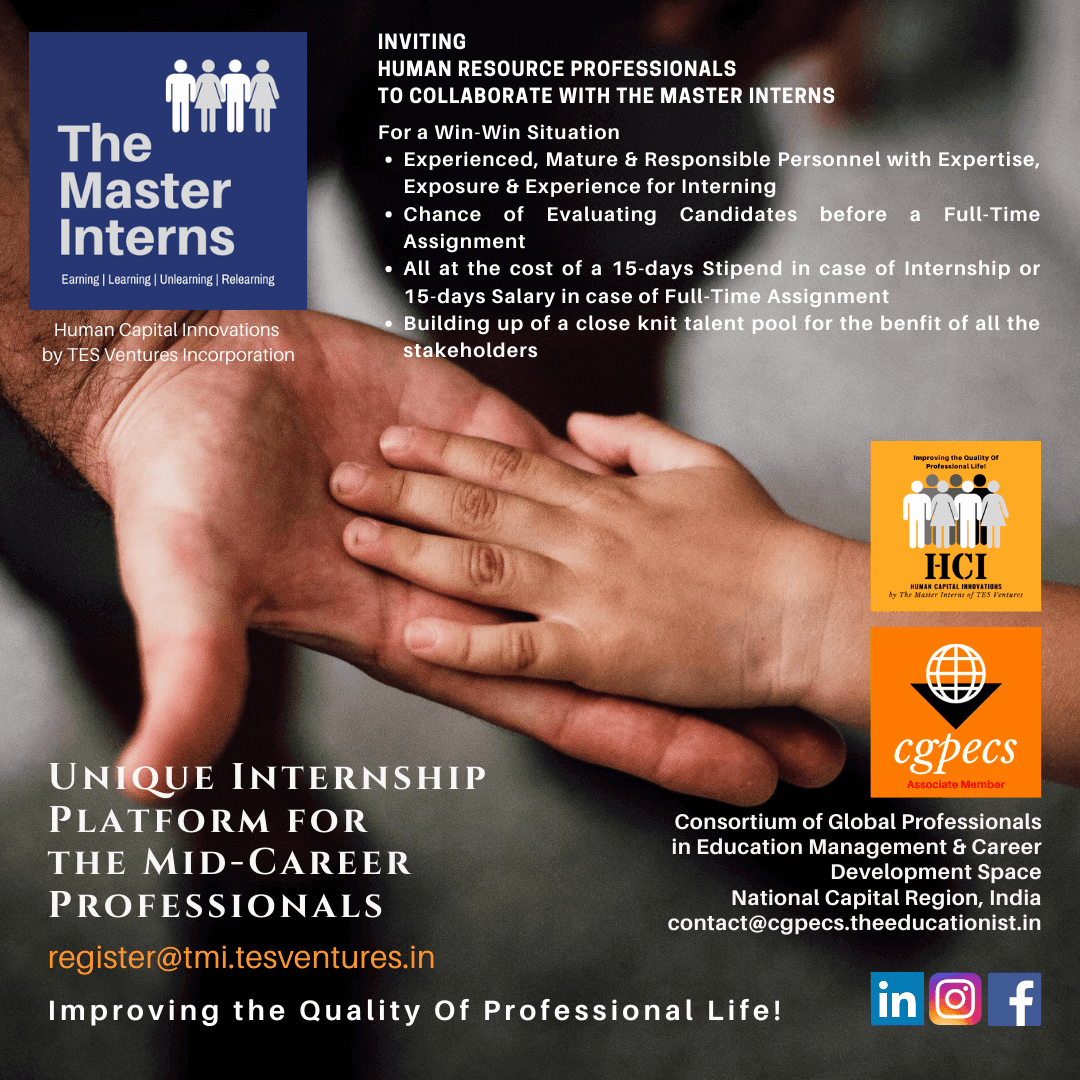 The
Master
Interns
Earning | Learning | Unlearning | Relearning
Human Capital Innovations
by TES Ventures Incorporation
INVITING
HUMAN RESOURCE PROFESSIONALS
TO COLLABORATE WITH THE MASTER INTERNS
For a Win-Win Situation
• Experienced, Mature & Responsible Personnel with Expertise,
Exposure & Experience for Interning
• Chance of Evaluating Candidates before a Full-Time
Assignment
• All at the cost of a 15-days Stipend in case of Internship or
15-days Salary in case of Full-Time Assignment
• Building up of a close knit talent pool for the benfit of all the
stakeholders
Improving the Quality Of
Professional Life!
HCI
HUMAN CAPITAL INNOVATIONS
by The Master Interns of TES Ventures
cgpecs
Associate Member
Consortium of Global Professionals
in Education Management & Career
Development Space
National Capital Region, India
contact@cgpecs.theeducationist.in
Unique Internship
Platform for
the Mid-Career
Professionals
register@tmi.tesventures.in
Improving the Quality Of Professional Life!
in
f